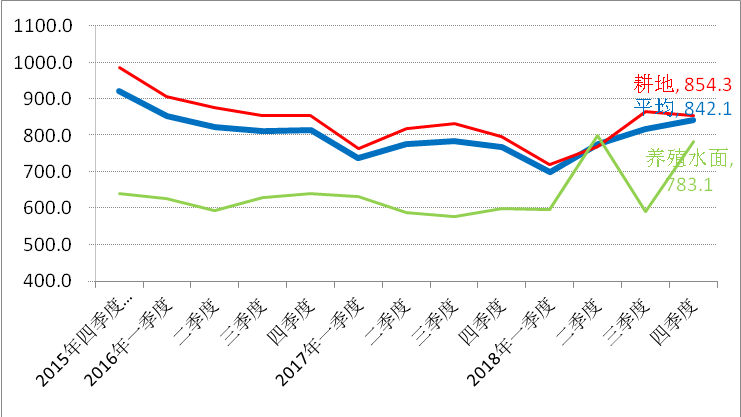 1100.0
1000.0
900.0
800.0
700.0
600.0
500.0
400.0
耕地, 854.3
平均, 842.1
养殖水面,
783.1
2015年四季度...
2016年一季度
二季度
三季度
四季度
2017年一季度
二季度
三季度
四季度
2018年一季度
二季度
三季度
四季度